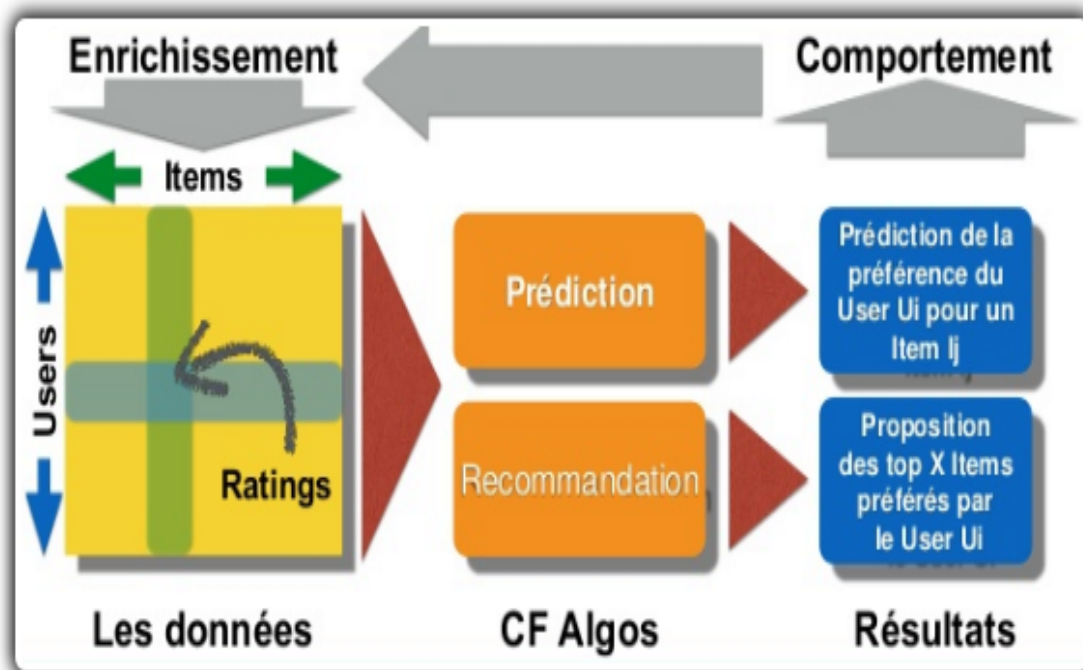 Enrichissement
Comportement
Items
Users
Ratings
Prédiction
Recommandation
Prédiction de la
préférence du
User Ui pour un
Item Ij
Proposition
des top X Items
préférés par
le User Ui
Les données
CF Algos
Résultats